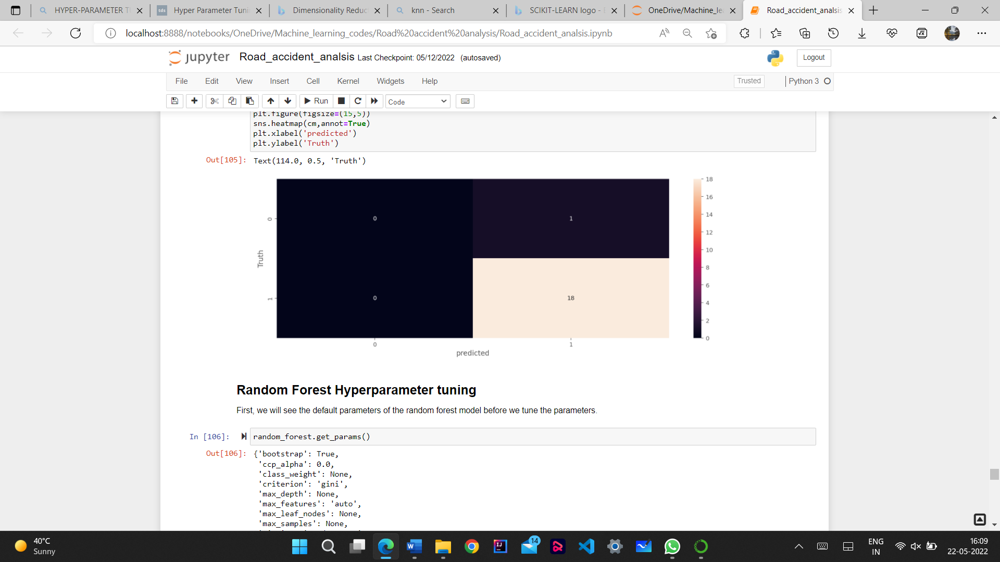 HYPER-PARAMETER T
Hyper Parameter Tuni
Dimensionality Reduc
knn - Search
SCIKIT-LEARN logo -
OneDrive/Machine_le
Road_accident_analsis
localhost:8888/notebooks/OneDrive/Machine_learning_codes/Road%20accident%20analysis/Road_accident_analsis.ipynb
jupyter Road_accident_analsis Last Checkpoint: 05/12/2022 (autosaved)
Logout
File Edit View Insert Cell Kernel Widgets Help
Trusted
Python 3
Run
Code
plt.figure(figsize=(15,5))
sns.heatmap(cm,annot=True)
plt.xlabel('predicted')
plt.ylabel('Truth')
Out[105]: Text(114.0, 0.5, 'Truth')
18
16
14
12
10
8
6
4
2
0
0
0
1
Truth
1
0
18
0
1
predicted
Random Forest Hyperparameter tuning
First, we will see the default parameters of the random forest model before we tune the parameters.
In [106]: random_forest.get_params()
Out[106]: {'bootstrap': True,
'ccp_alpha': 0.0,
'class_weight': None,
'criterion': 'gini',
'max_depth': None,
'max_features': 'auto',
'max_leaf_nodes': None,
'max_samples': None,
40°C
Sunny
14
ENG
IN
16:09
22-05-2022